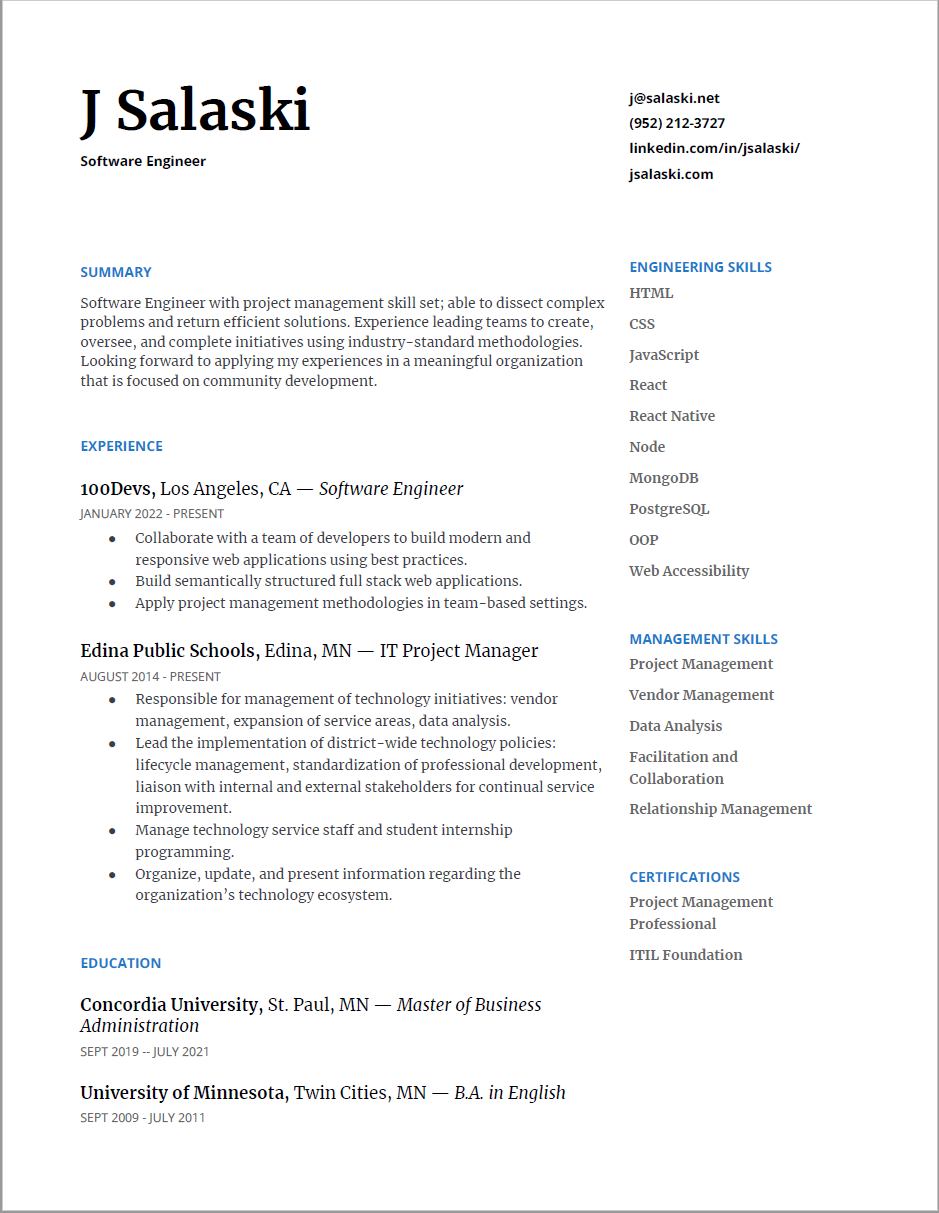 J Salaski
Software Engineer
j@salaski.net
(952) 212-3727
linkedin.com/in/jsalaski/
jsalaski.com
SUMMARY
Software Engineer with project management skill set; able to dissect complex
problems and return efficient solutions. Experience leading teams to create,
oversee, and complete initiatives using industry-standard methodologies.
Looking forward to applying my experiences in a meaningful organization
that is focused on community development.
EXPERIENCE
100Devs, Los Angeles, CA — Software Engineer
JANUARY 2022 - PRESENT
● Collaborate with a team of developers to build modern and
responsive web applications using best practices.
● Build semantically structured full stack web applications.
● Apply project management methodologies in team-based settings.
Edina Public Schools, Edina, MN — IT Project Manager
AUGUST 2014 - PRESENT
● Responsible for management of technology initiatives: vendor
management, expansion of service areas, data analysis.
● Lead the implementation of district-wide technology policies:
lifecycle management, standardization of professional development,
liaison with internal and external stakeholders for continual service
improvement.
● Manage technology service staff and student internship
programming.
● Organize, update, and present information regarding the
organization’s technology ecosystem.
EDUCATION
Concordia University, St. Paul, MN — Master of Business
Administration
SEPT 2019 -- JULY 2021
University of Minnesota, Twin Cities, MN — B.A. in English
SEPT 2009 - JULY 2011
ENGINEERING SKILLS
HTML
CSS
JavaScript
React
React Native
Node
MongoDB
PostgreSQL
OOP
Web Accessibility
MANAGEMENT SKILLS
Project Management
Vendor Management
Data Analysis
Facilitation and
Collaboration
Relationship Management
CERTIFICATIONS
Project Management
Professional
ITIL Foundation